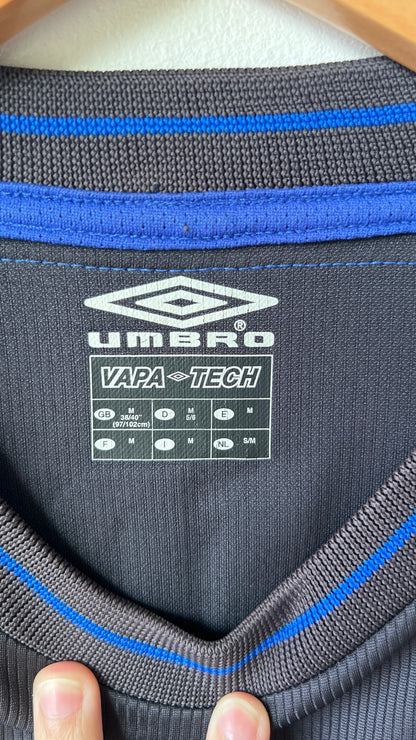 UMBRO®
VAPA TECH
GB M 38/40" (97/102cm) D M 5/6 E M
F M I M NL S/M